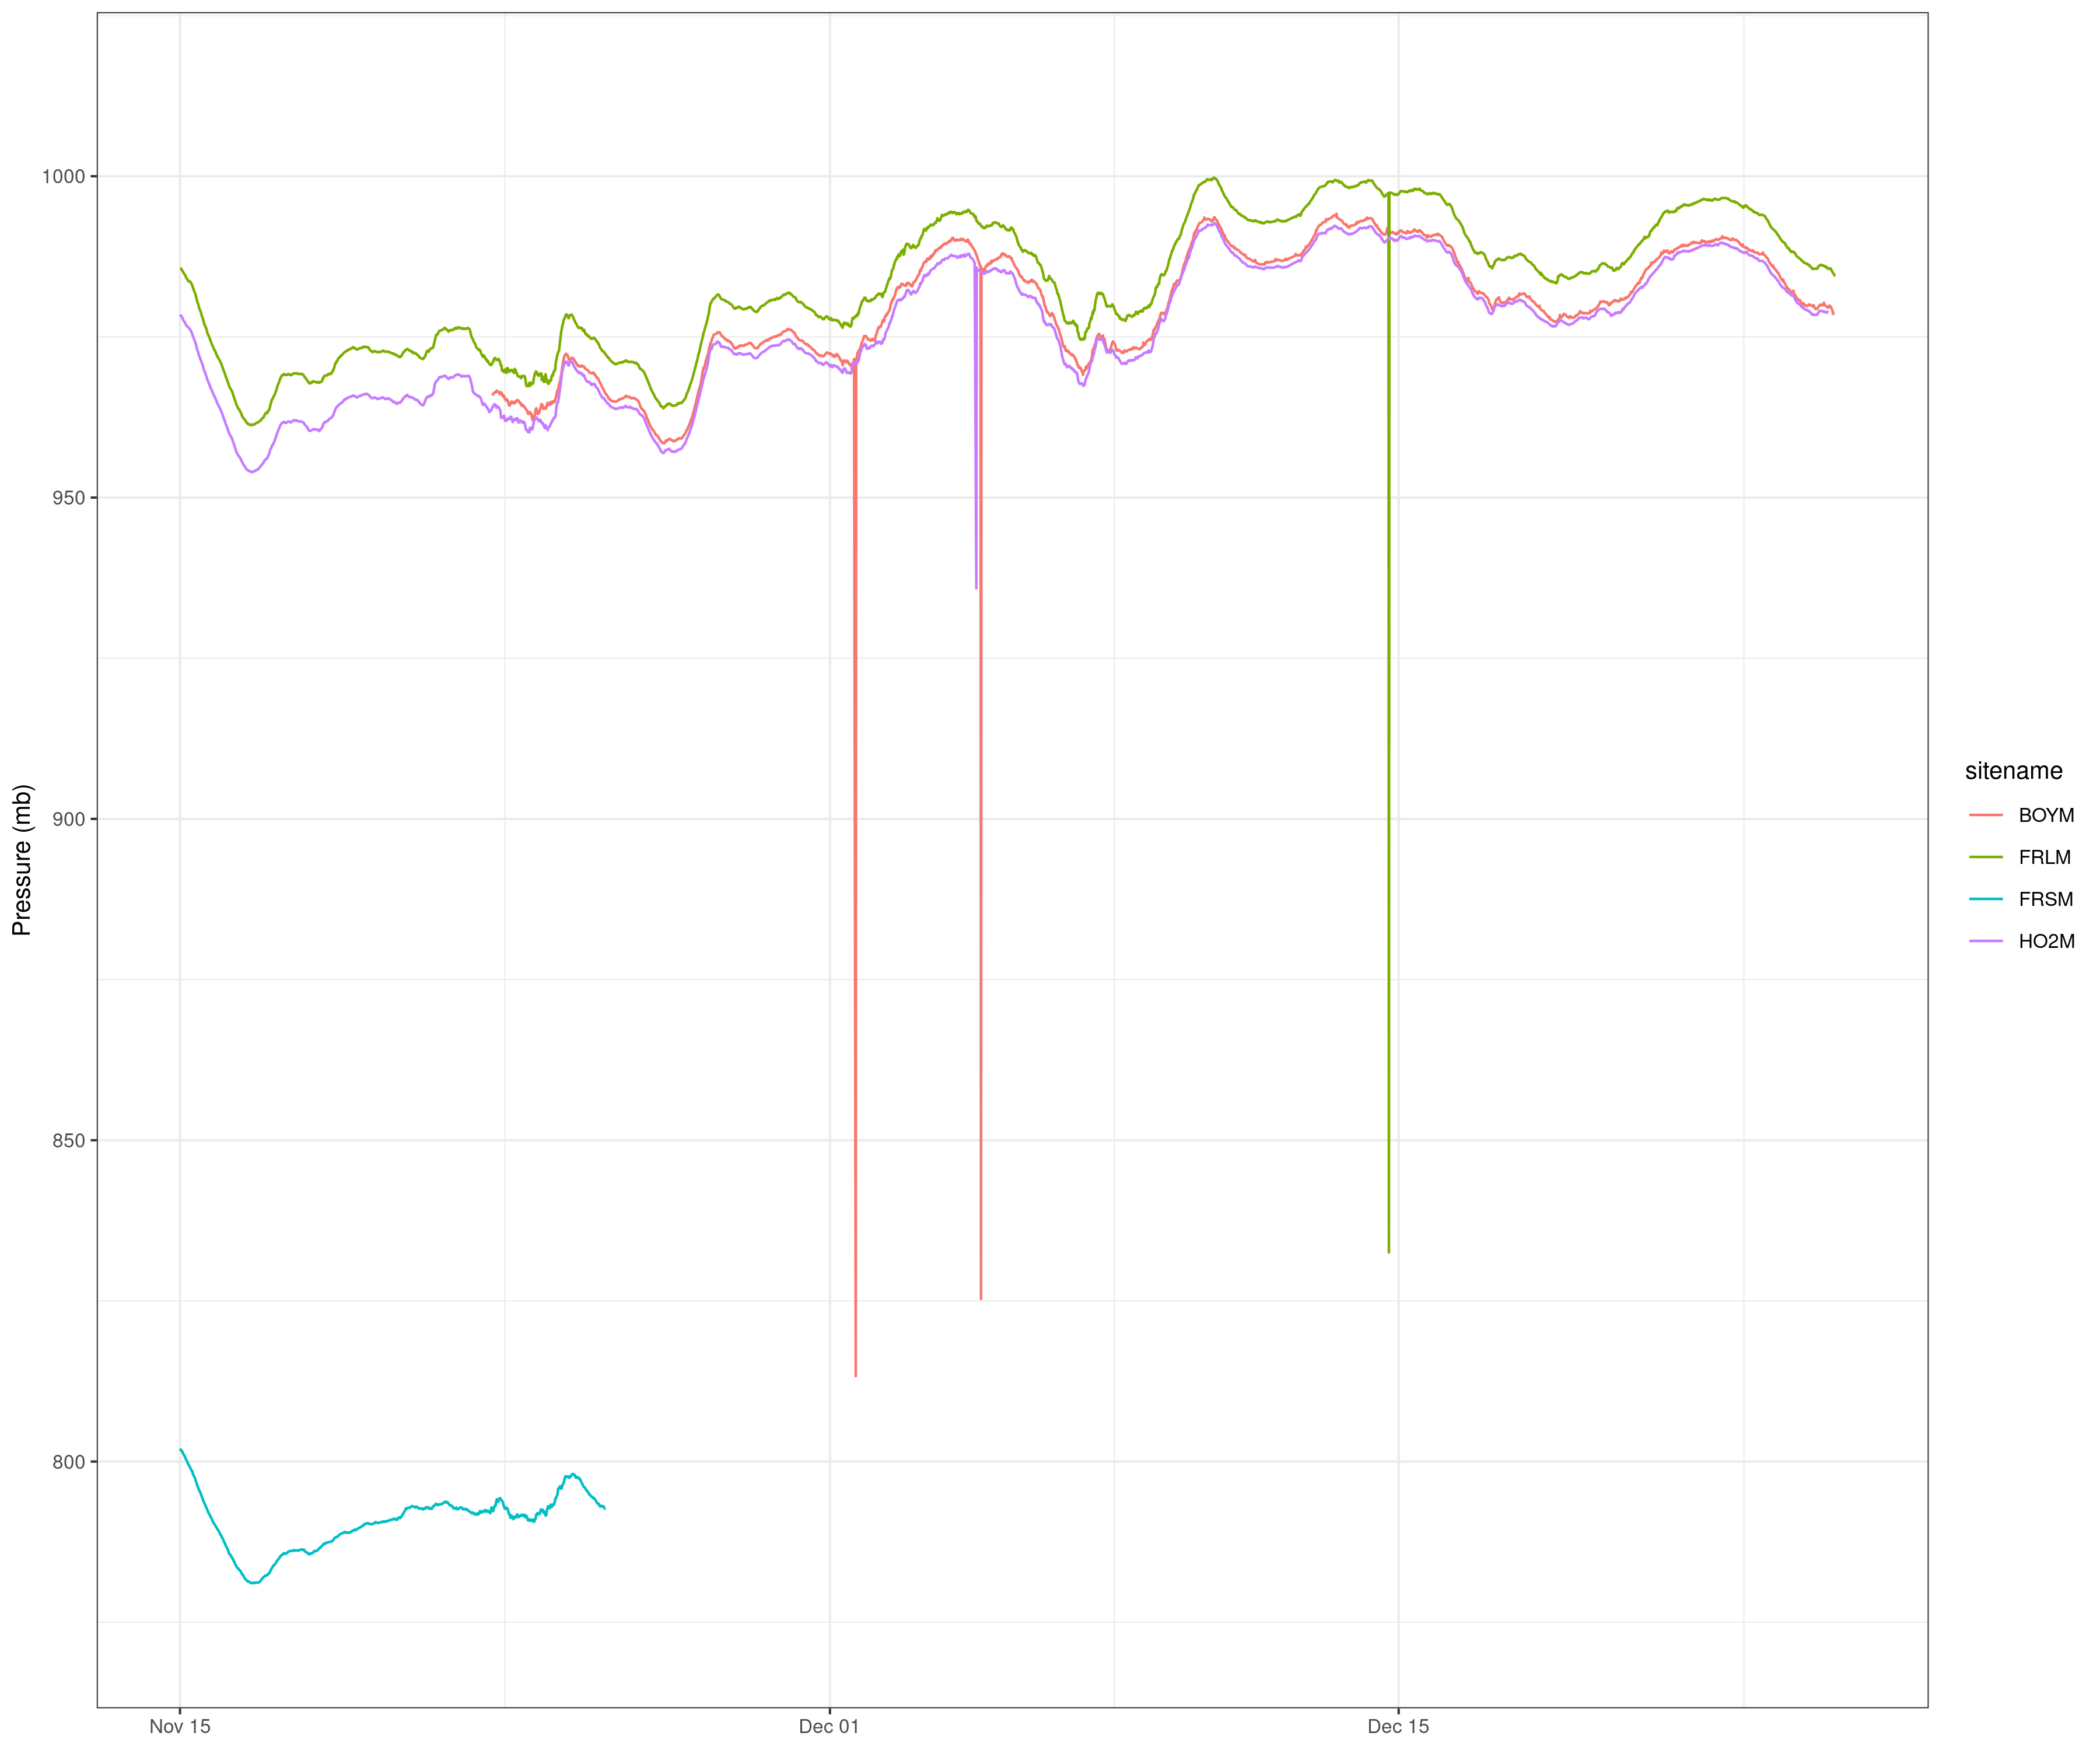 1000
950
900
850
800
Pressure (mb)
Nov 15
Dec 01
Dec 15
sitename
BOYM
FRLM
FRSM
HO2M